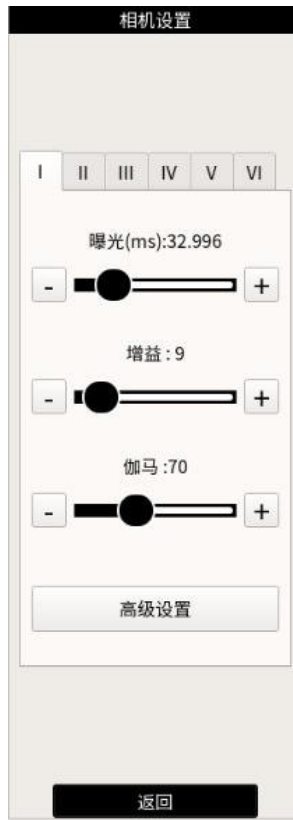 相机设置
I II III IV V VI
曝光(ms):32.996
- +
增益 : 9
- +
伽马 :70
- +
高级设置
返回